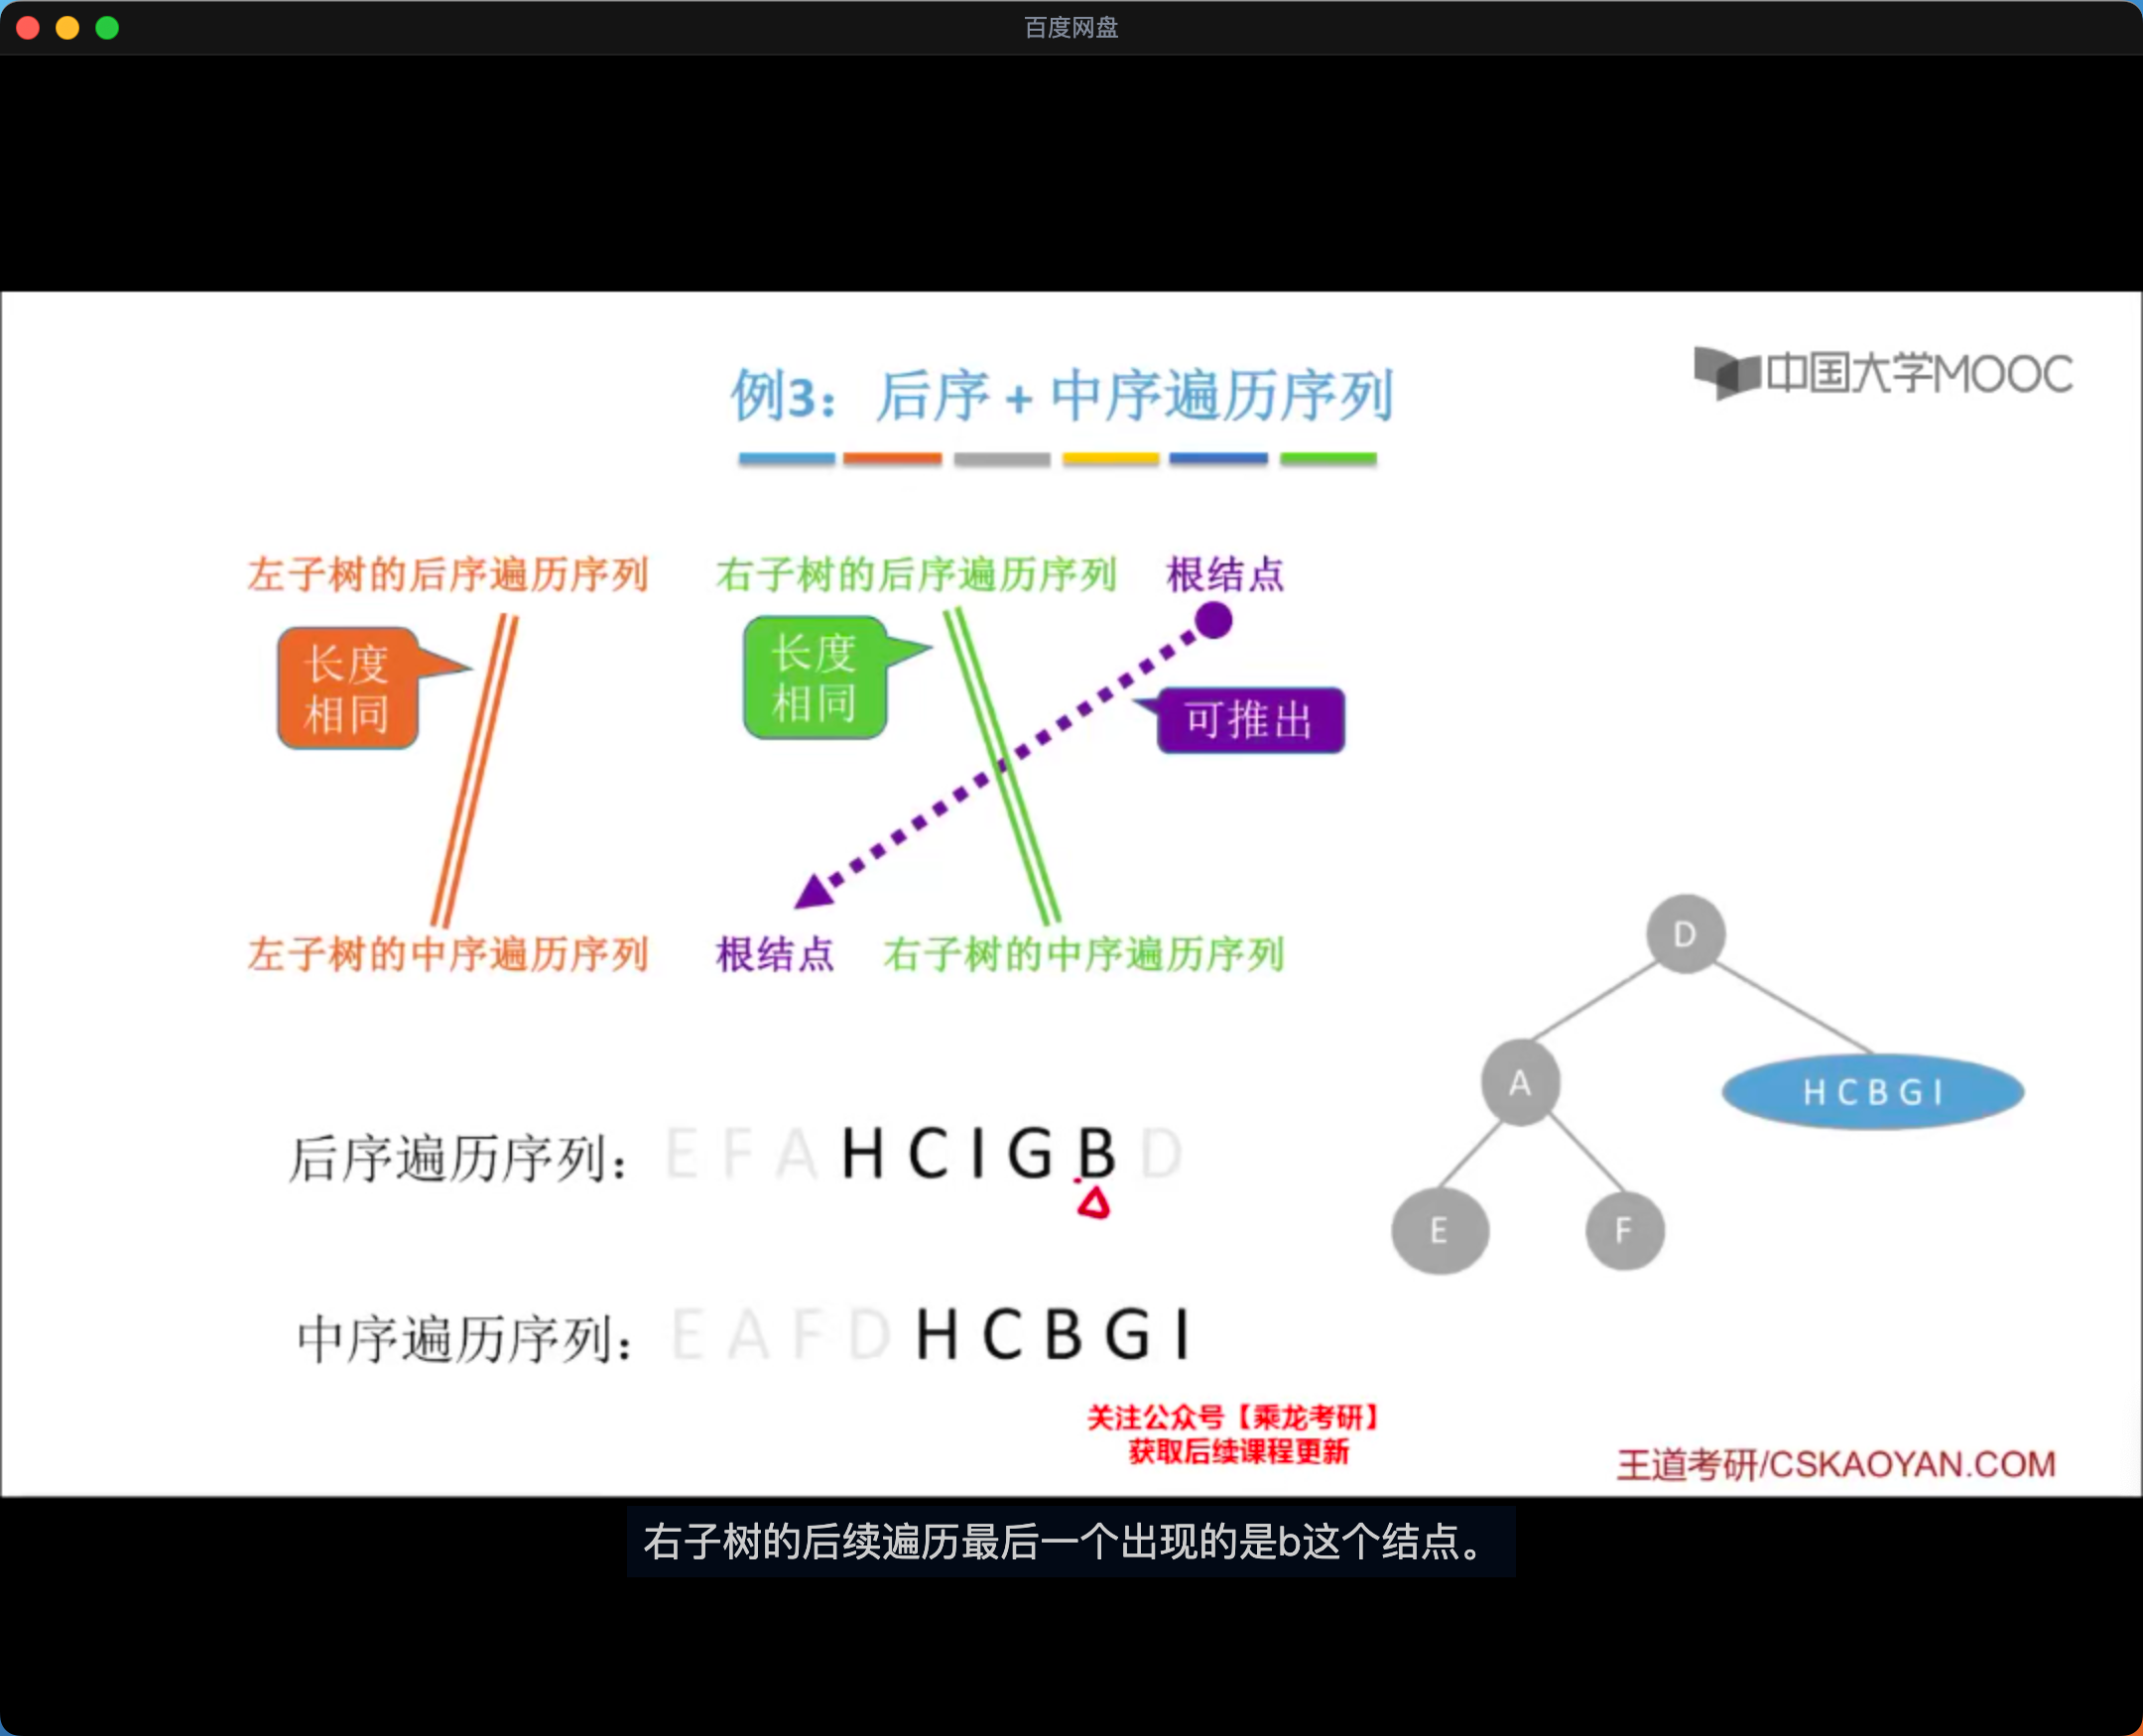 百度网盘
中国大学MOOC
例3：后序 + 中序遍历序列
左子树的后序遍历序列 右子树的后序遍历序列 根结点
长度
相同
长度
相同
可推出
左子树的中序遍历序列 根结点 右子树的中序遍历序列
D
A
H C B G I
E
F
后序遍历序列： E F A H C I G B D
中序遍历序列： E A F D H C B G I
关注公众号【乘龙考研】
获取后续课程更新
王道考研/CSKAOYAN.COM
右子树的后续遍历最后一个出现的是b这个结点。